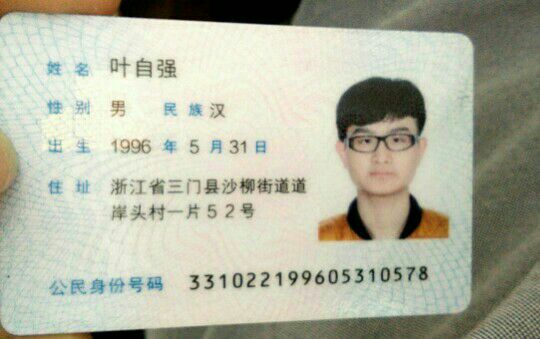 姓名 叶自强
性别 男 民族 汉
出生 1996 年 5 月 31 日
住址 浙江省三门县沙柳街道道
岸头村一片52号
公民身份号码 331022199605310578